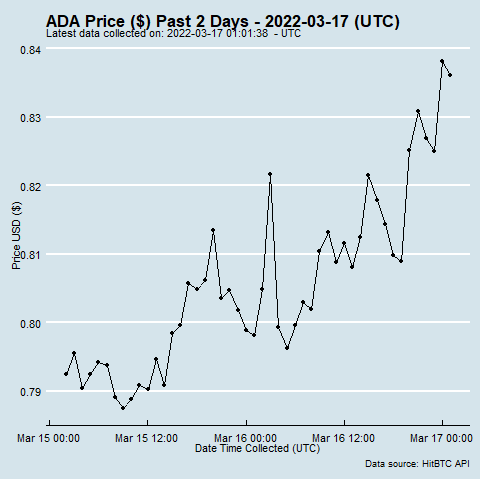 ADA Price ($) Past 2 Days - 2022-03-17 (UTC)
Latest data collected on: 2022-03-17 01:01:38 - UTC
0.84
0.83
0.82
0.81
0.80
0.79
Price USD ($)
Mar 15 00:00 Mar 15 12:00 Mar 16 00:00 Mar 16 12:00 Mar 17 00:00
Date Time Collected (UTC)
Data source: HitBTC API